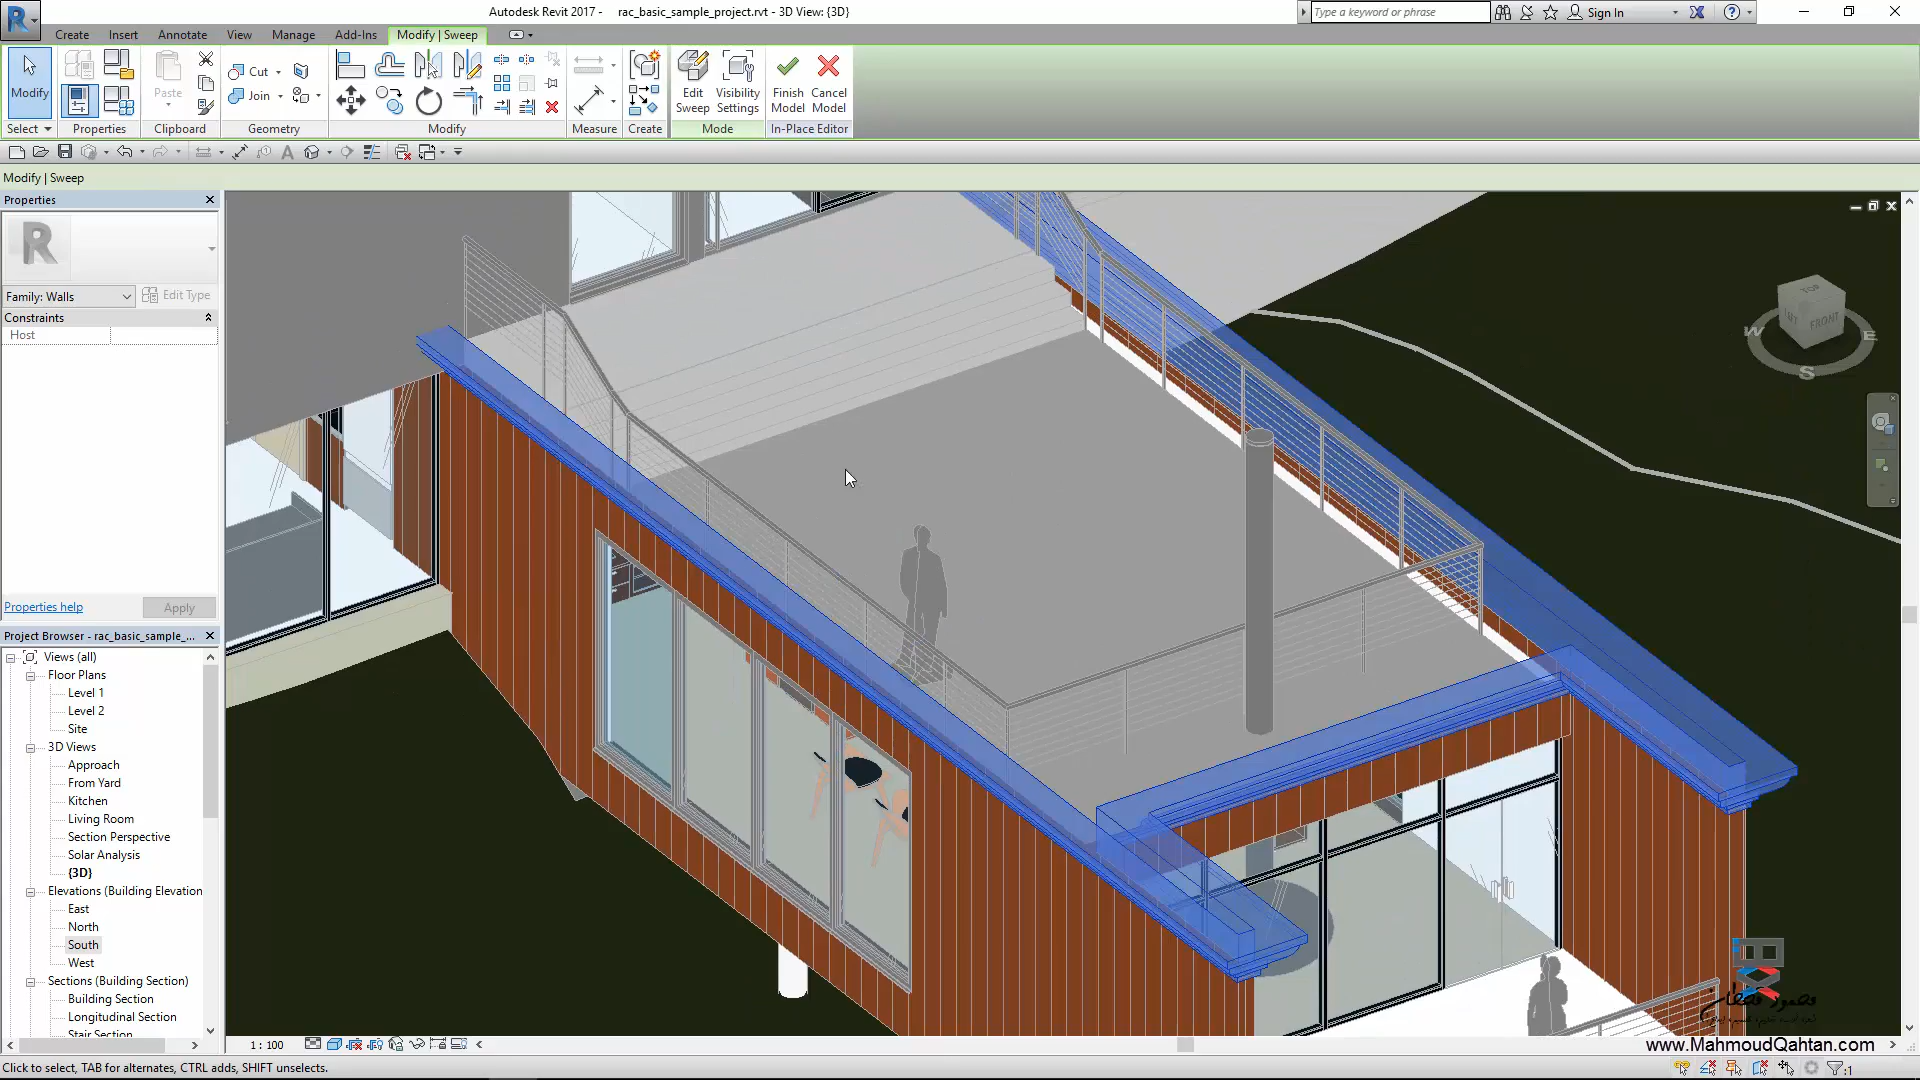 Autodesk Revit 2017 -    rac_basic_sample_project.rvt - 3D View: {3D}
Type a keyword or phrase
Sign In
Create Insert Annotate View Manage Add-Ins Modify | Sweep
Modify
Paste
Cut
Join
Edit Sweep
Visibility Settings
Finish Model
Cancel Model
Select Properties Clipboard Geometry Modify Measure Create Mode In-Place Editor
Modify | Sweep
Properties
Family: Walls
Edit Type
Constraints
Host
Properties help
Apply
Project Browser - rac_basic_sample_...
Views (all)
Floor Plans
Level 1
Level 2
Site
3D Views
Approach
From Yard
Kitchen
Living Room
Section Perspective
Solar Analysis
{3D}
Elevations (Building Elevation
East
North
South
West
Sections (Building Section)
Building Section
Longitudinal Section
Stair Section
TOP
FRONT
W
E
S
1 : 100
www.MahmoudQahtan.com
Click to select, TAB for alternates, CTRL adds, SHIFT unselects.
:1